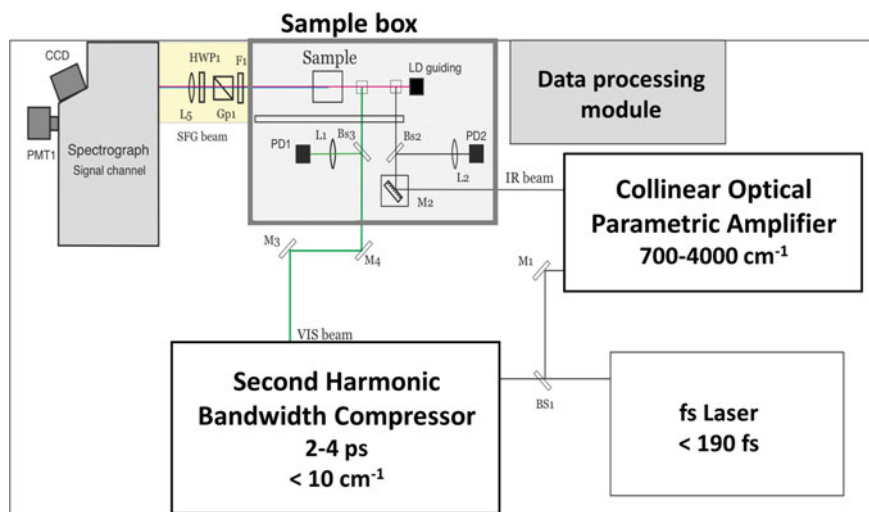 Sample box
CCD
HWP1
F1
Sample
LD guiding
L5
Gp1
SFG beam
PMT1
Spectrograph
Signal channel
PD1
L1
Bs3
Bs2
PD2
L2
M2
IR beam
Data processing
module
Collinear Optical
Parametric Amplifier
700-4000 cm⁻¹
M3
M4
M1
VIS beam
Second Harmonic
Bandwidth Compressor
2-4 ps
< 10 cm⁻¹
BS1
fs Laser
< 190 fs